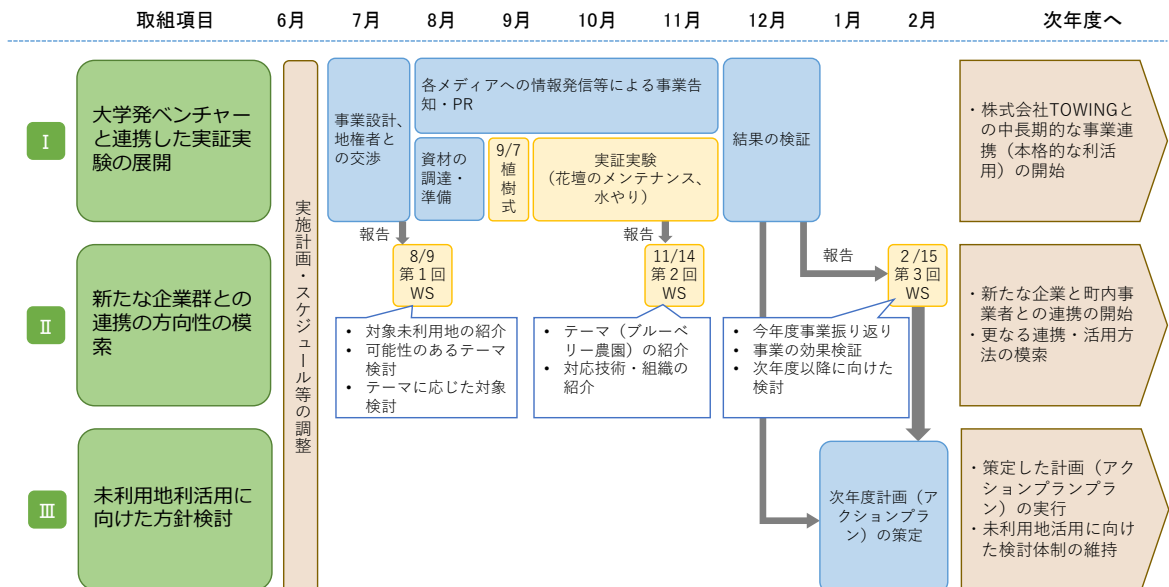 取組項目
6月
7月
8月
9月
10月
11月
12月
1月
2月
次年度へ
Ⅰ
大学発ベンチャー
と連携した実証実
験の展開
実施計画・スケジュール等の調整
事業設計、
地権者と
の交渉
各メディアへの情報発信等による事業告
知・PR
資材の
調達・
準備
9/7
植
樹
式
実証実験
(花壇のメンテナンス、
水やり)
結果の検証
・株式会社TOWINGと
の中長期的な事業連
携（本格的な利活
用）の開始
報告
報告
報告
Ⅱ
新たな企業群との
連携の方向性の模
索
8/9
第１回
WS
11/14
第２回
WS
2 /15
第３回
WS
• 対象未利用地の紹介
• 可能性のあるテーマ
検討
• テーマに応じた対象
検討
• テーマ（ブルーベ
リー農園）の紹介
• 対応技術・組織の
紹介
• 今年度事業振り返り
• 事業の効果検証
• 次年度以降に向けた
検討
・新たな企業と町内事
業者との連携の開始
・更なる連携・活用方
法の模索
Ⅲ
未利用地利活用に
向けた方針検討
次年度計画（アク
ションプラ
ン）の策定
・策定した計画（アク
ションプランプラ
ン）の実行
・未利用地活用に向け
た検討体制の維持